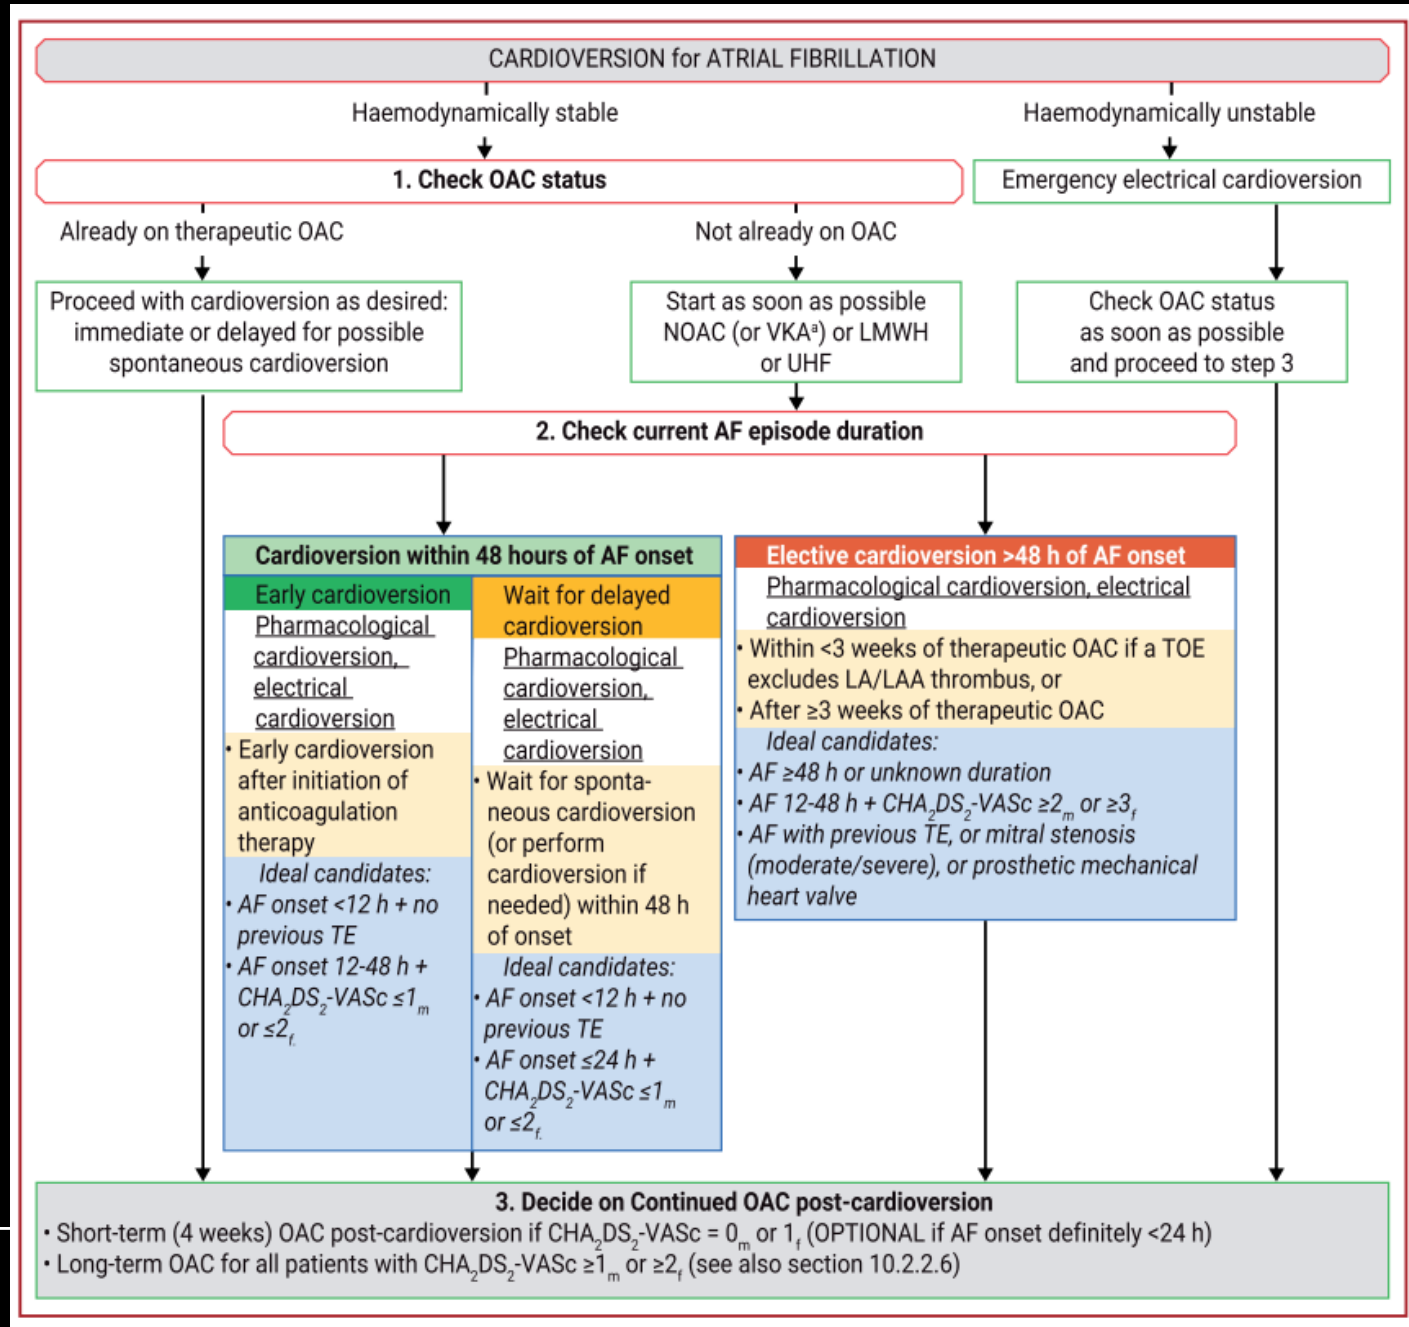 CARDIOVERSION for ATRIAL FIBRILLATION
Haemodynamically stable
Haemodynamically unstable
1. Check OAC status
Emergency electrical cardioversion
Already on therapeutic OAC
Not already on OAC
Proceed with cardioversion as desired:
immediate or delayed for possible
spontaneous cardioversion
Start as soon as possible
NOAC (or VKAᵃ) or LMWH
or UHF
Check OAC status
as soon as possible
and proceed to step 3
2. Check current AF episode duration
Cardioversion within 48 hours of AF onset
Early cardioversion
Pharmacological
cardioversion,
electrical
cardioversion
• Early cardioversion
after initiation of
anticoagulation
therapy
Ideal candidates:
• AF onset <12 h + no
previous TE
• AF onset 12-48 h +
CHA₂DS₂-VASc ≤1ₘ
or ≤2f.
Wait for delayed
cardioversion
Pharmacological
cardioversion,
electrical
cardioversion
• Wait for sponta-
neous cardioversion
(or perform
cardioversion if
needed) within 48 h
of onset
Ideal candidates:
• AF onset <12 h + no
previous TE
• AF onset ≤24 h +
CHA₂DS₂-VASc ≤1ₘ
or ≤2f.
Elective cardioversion >48 h of AF onset
Pharmacological cardioversion, electrical
cardioversion
• Within <3 weeks of therapeutic OAC if a TOE
excludes LA/LAA thrombus, or
• After ≥3 weeks of therapeutic OAC
Ideal candidates:
• AF ≥48 h or unknown duration
• AF 12-48 h + CHA₂DS₂-VASc ≥2ₘ or ≥3f
• AF with previous TE, or mitral stenosis
(moderate/severe), or prosthetic mechanical
heart valve
3. Decide on Continued OAC post-cardioversion
• Short-term (4 weeks) OAC post-cardioversion if CHA₂DS₂-VASc = 0ₘ or 1f (OPTIONAL if AF onset definitely <24 h)
• Long-term OAC for all patients with CHA₂DS₂-VASc ≥1ₘ or ≥2f (see also section 10.2.2.6)